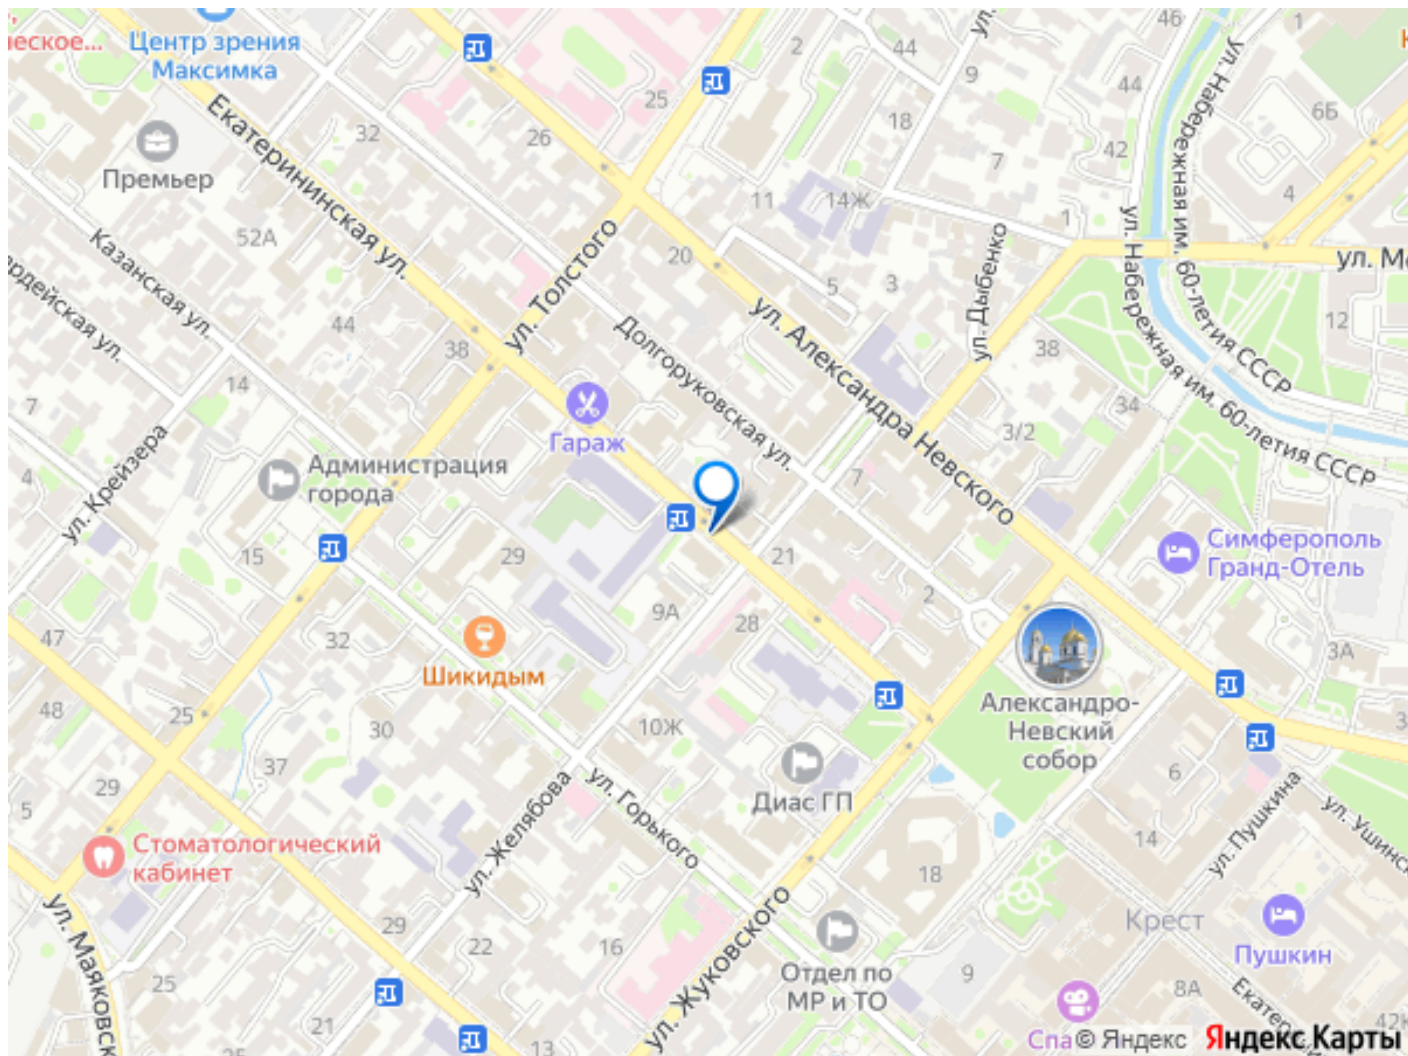 Центр зрения
Максимка
44
2
46
1
9
44
6Б
25
18
42
32
26
7
Премьер
Екатерининская ул.
11
14Ж
1
4
52А
ул. Толстого
20
ул. Дыбенко
ул. Набережная им. 60-летия СССР
ул. Набережная им. 60-летия СССР
Казанская ул.
5
3
12
44
38
14
Долгоруковская ул.
ул. Александра Невского
38
7
34
3/2
Гараж
ул. Крейзера
4
Администрация
города
7
15
29
21
Симферополь
Гранд-Отель
2
9А
28
47
32
3А
Шикидым
Александро-
Невский
собор
48
25
30
10Ж
37
Диас ГП
6
29
5
ул. Желябова
ул. Горького
ул. Пушкина
14
Стоматологический
кабинет
18
ул. Жуковского
29
22
16
Крест
Пушкин
25
Отдел по
МР и ТО
9
8А
21
13
42К
© Яндекс
Яндекс Карты